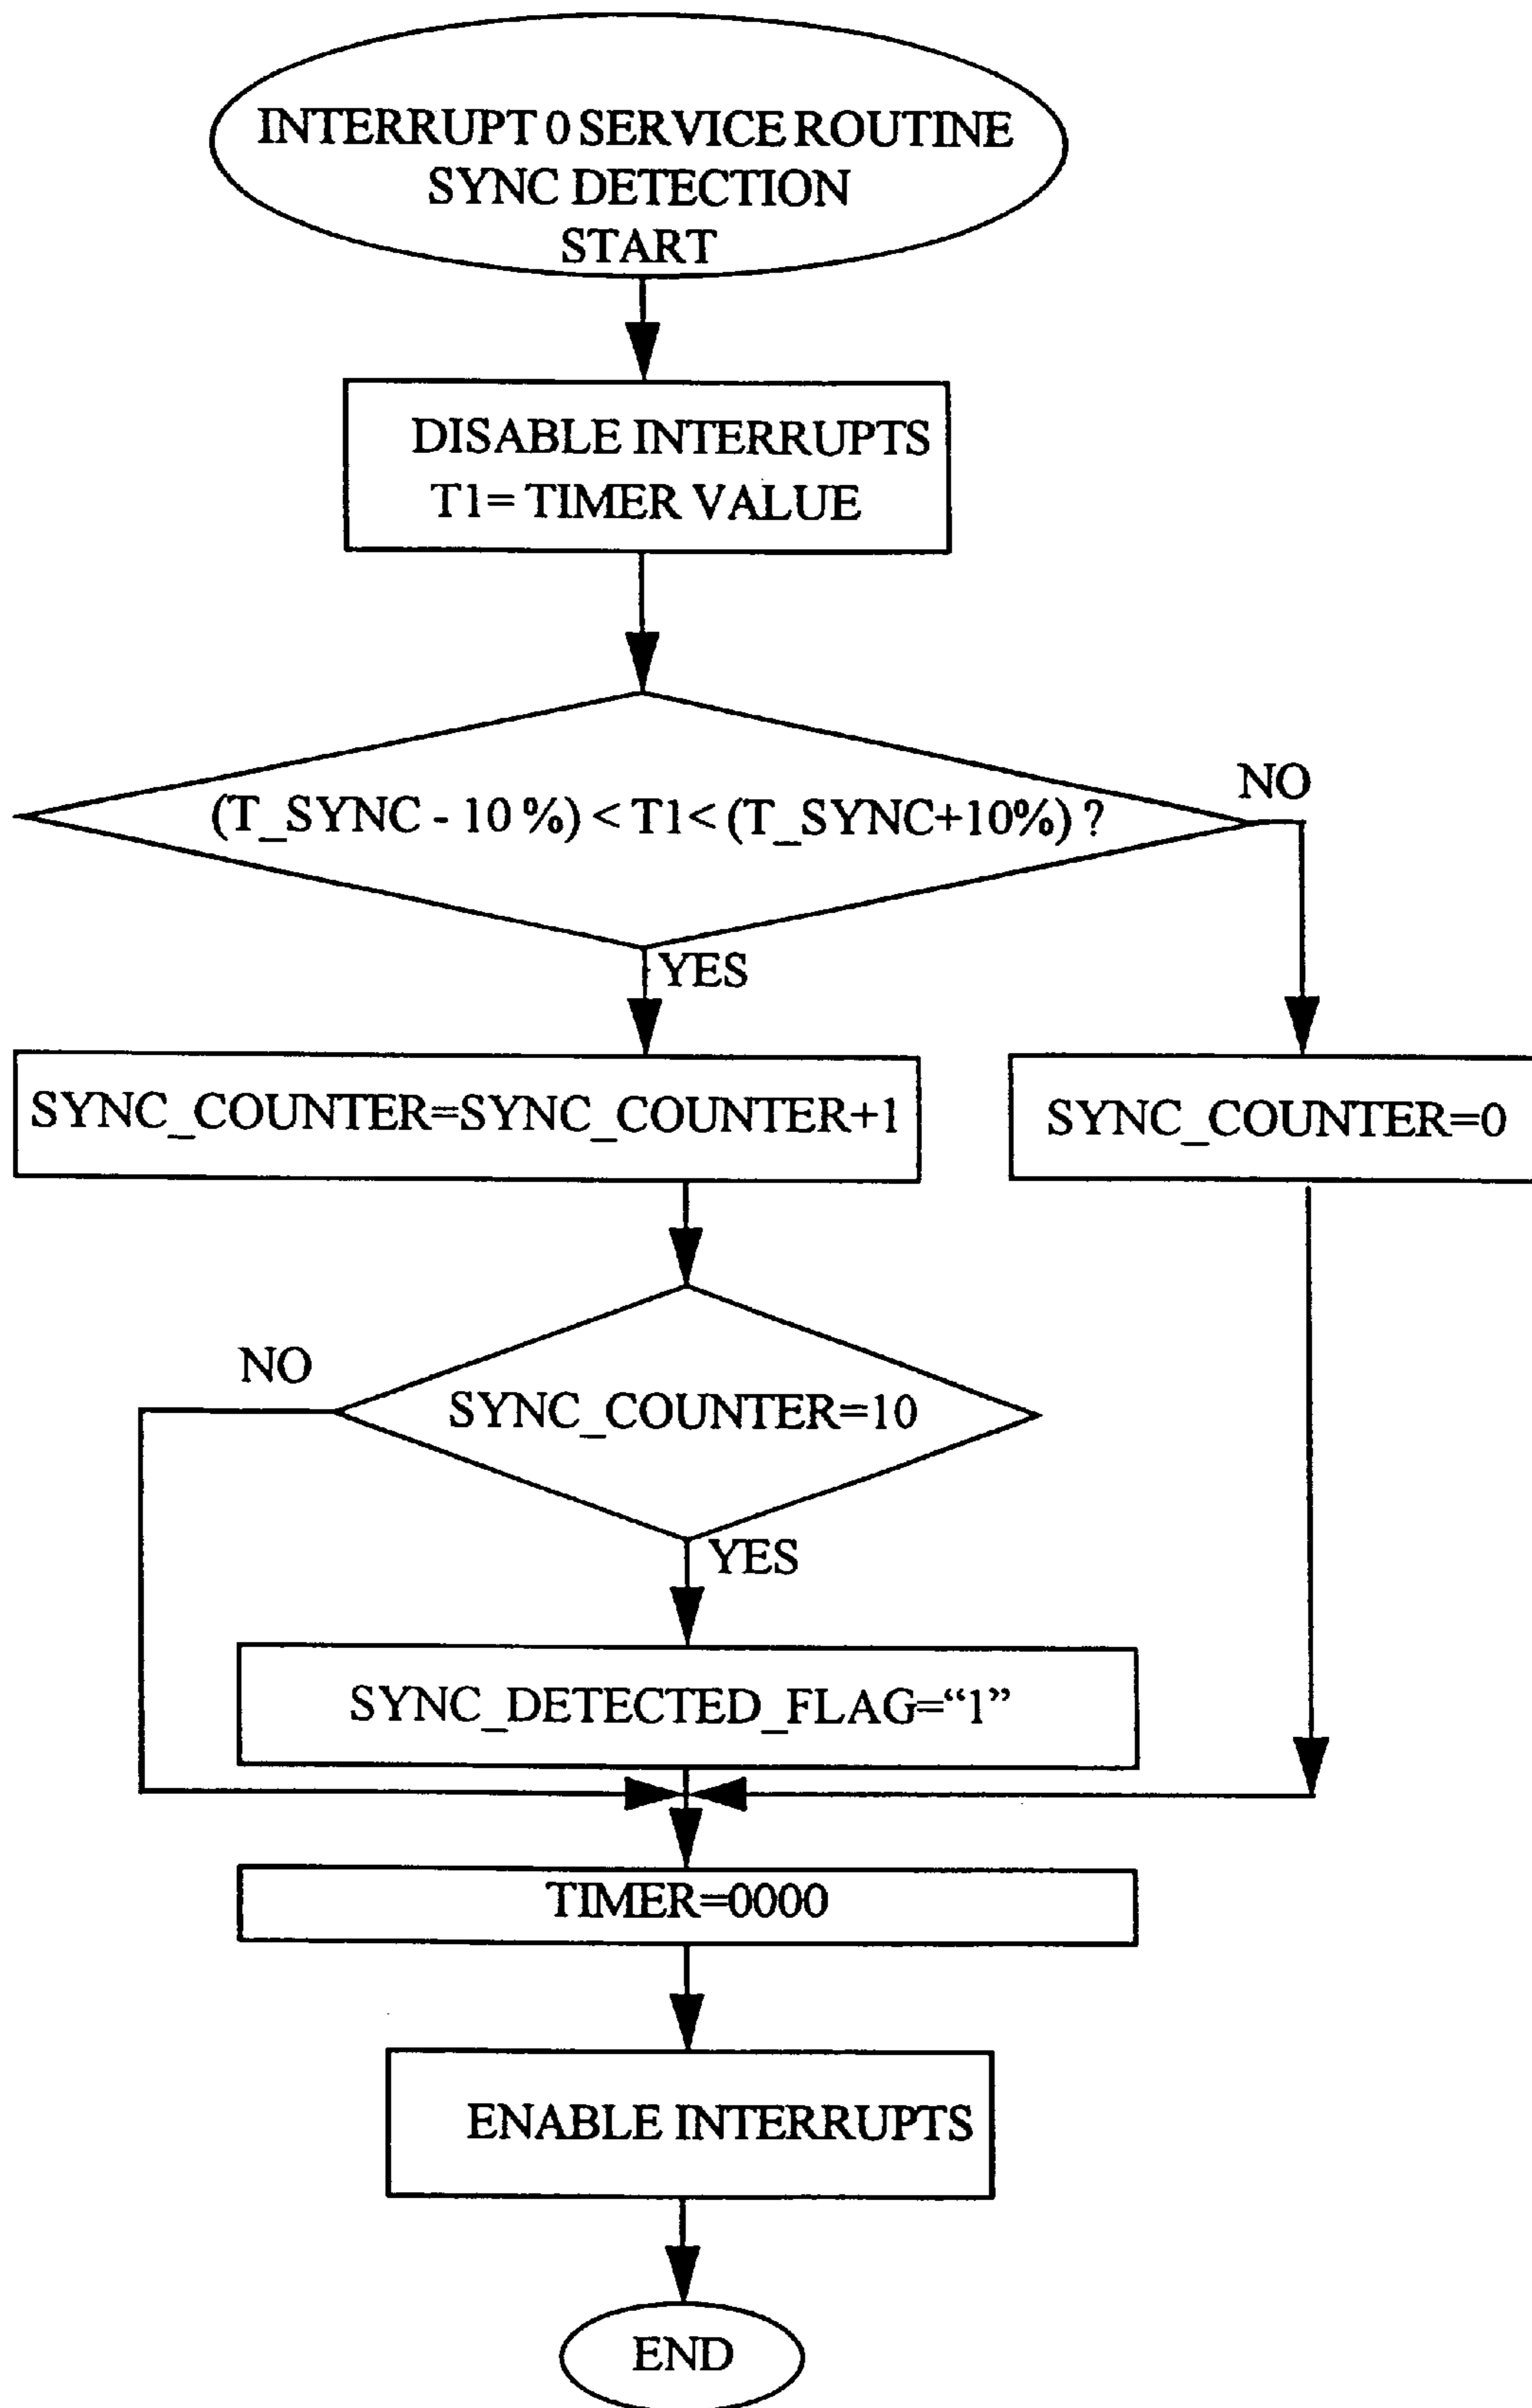 INTERRUPT 0 SERVICE ROUTINE
SYNC DETECTION
START
DISABLE INTERRUPTS
T1= TIMER VALUE
(T_SYNC - 10 %) < T1< (T_SYNC+10%) ?
NO
YES
SYNC_COUNTER=SYNC_COUNTER+1
SYNC_COUNTER=0
NO
SYNC_COUNTER=10
YES
SYNC_DETECTED_FLAG=“1”
TIMER=0000
ENABLE INTERRUPTS
END